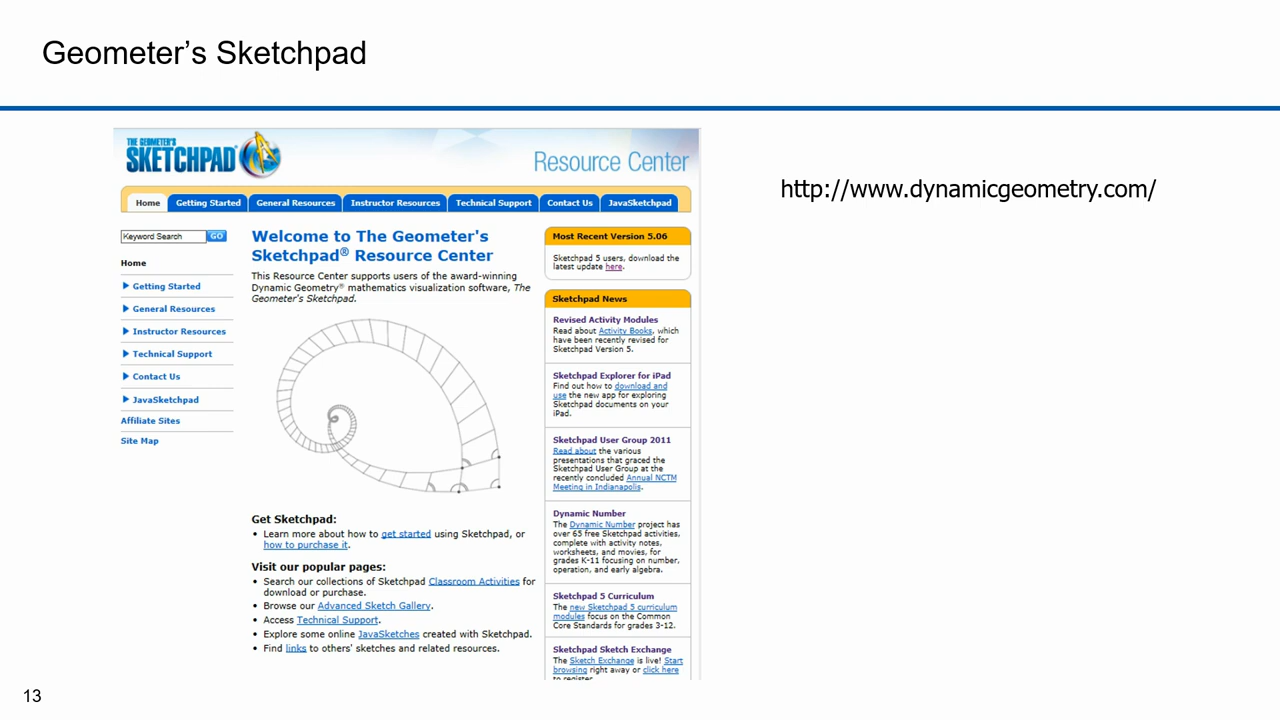 Geometer’s Sketchpad
THE GEOMETER'S
SKETCHPAD®
Resource Center
http://www.dynamicgeometry.com/
Home
Getting Started
General Resources
Instructor Resources
Technical Support
Contact Us
JavaSketchpad
Keyword Search
GO
Home
Getting Started
General Resources
Instructor Resources
Technical Support
Contact Us
JavaSketchpad
Affiliate Sites
Site Map
Welcome to The Geometer's
Sketchpad® Resource Center
This Resource Center supports users of the award-winning
Dynamic Geometry® mathematics visualization software, The
Geometer's Sketchpad.
Get Sketchpad:
• Learn more about how to get started using Sketchpad, or
how to purchase it.
Visit our popular pages:
• Search our collections of Sketchpad Classroom Activities for
download or purchase.
• Browse our Advanced Sketch Gallery.
• Access Technical Support.
• Explore some online JavaSketches created with Sketchpad.
• Find links to others' sketches and related resources.
Most Recent Version 5.06
Sketchpad 5 users, download the
latest update here.
Sketchpad News
Revised Activity Modules
Read about Activity Books, which
have been recently revised for
Sketchpad Version 5.
Sketchpad Explorer for iPad
Find out how to download and
use the new app for exploring
Sketchpad documents on your
iPad.
Sketchpad User Group 2011
Read about the various
presentations that graced the
Sketchpad User Group at the
recently concluded Annual NCTM
Meeting in Indianapolis.
Dynamic Number
The Dynamic Number project has
over 65 free Sketchpad activities,
complete with activity notes,
worksheets, and movies, for
grades K-11 focusing on number,
operation, and early algebra.
Sketchpad 5 Curriculum
The new Sketchpad 5 curriculum
modules focus on the Common
Core Standards for grades 3-12.
Sketchpad Sketch Exchange
The Sketch Exchange is live! Start
browsing right away or click here
to register.
13